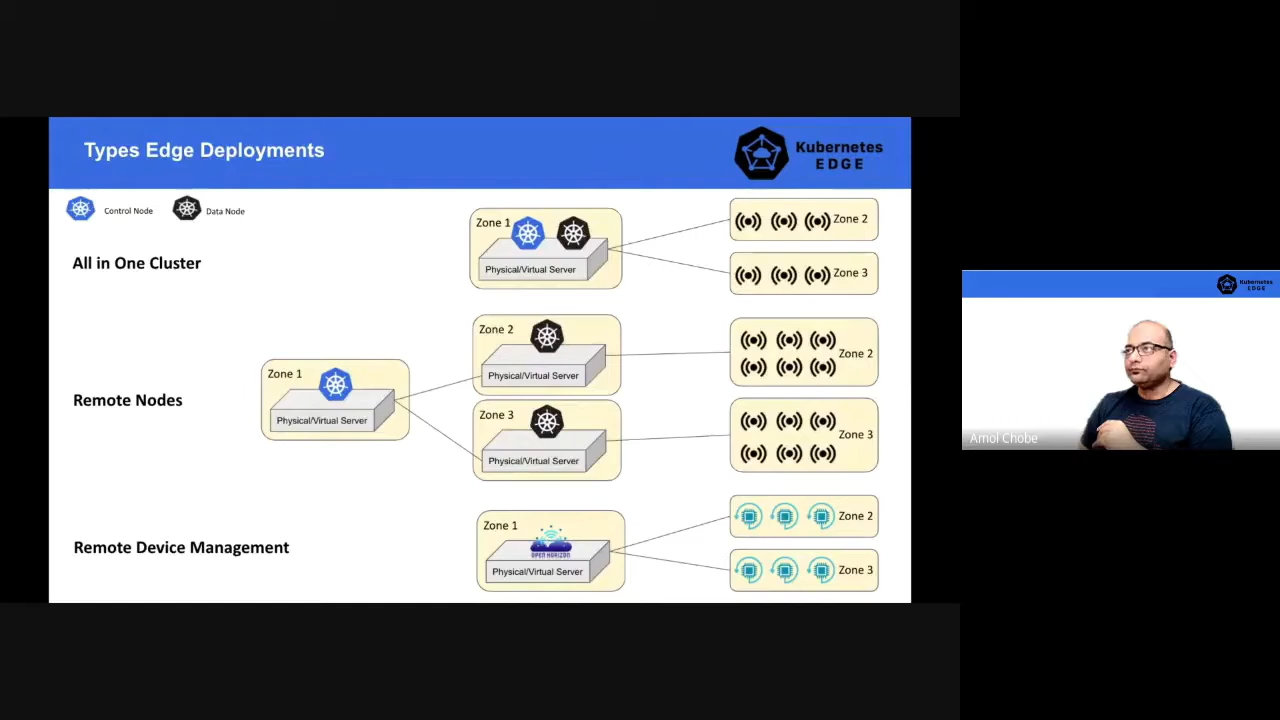 Types Edge Deployments
Kubernetes
EDGE
Control Node
Data Node
All in One Cluster
Zone 1
Physical/Virtual Server
Zone 2
Zone 3
Remote Nodes
Zone 1
Physical/Virtual Server
Zone 2
Physical/Virtual Server
Zone 3
Physical/Virtual Server
Zone 2
Zone 3
Remote Device Management
Zone 1
OPEN HORIZON
Physical/Virtual Server
Zone 2
Zone 3
Kubernetes
EDGE
Amol Chobe